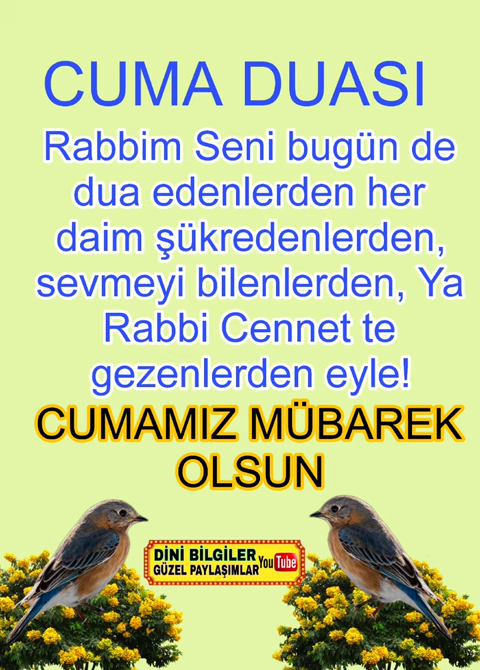 CUMA DUASI
Rabbim Seni bugün de
dua edenlerden her
daim şükredenlerden,
sevmeyi bilenlerden, Ya
Rabbi Cennet te
gezenlerden eyle!
CUMAMIZ MÜBAREK
OLSUN
DİNİ BİLGİLER
GÜZEL PAYLAŞIMLAR
YouTube